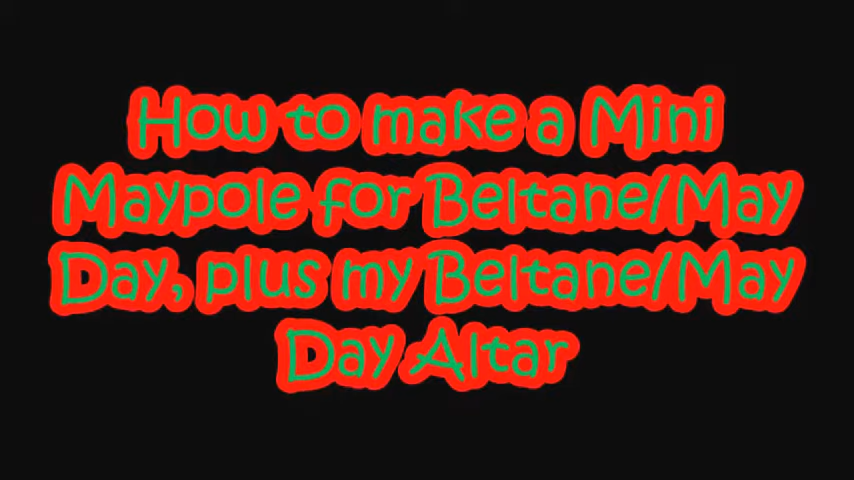 How to make a Mini
Maypole for Beltane/May
Day, plus my Beltane/May
Day Altar